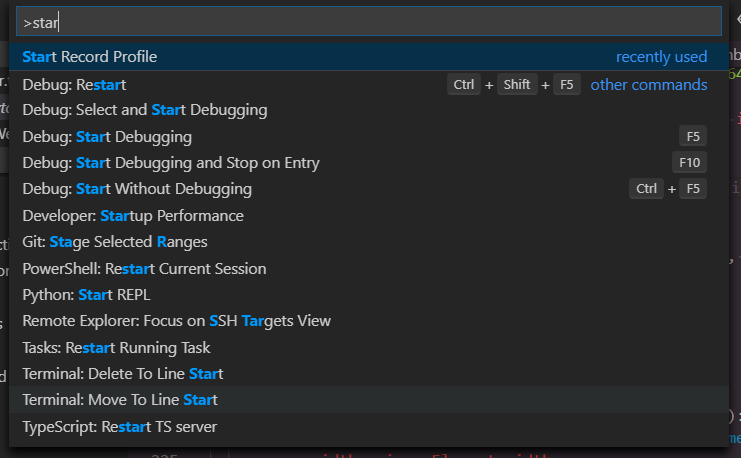 >star
Start Record Profile recently used
Debug: Restart Ctrl + Shift + F5 other commands
Debug: Select and Start Debugging
Debug: Start Debugging F5
Debug: Start Debugging and Stop on Entry F10
Debug: Start Without Debugging Ctrl + F5
Developer: Startup Performance
Git: Stage Selected Ranges
PowerShell: Restart Current Session
Python: Start REPL
Remote Explorer: Focus on SSH Targets View
Tasks: Restart Running Task
Terminal: Delete To Line Start
Terminal: Move To Line Start
TypeScript: Restart TS server